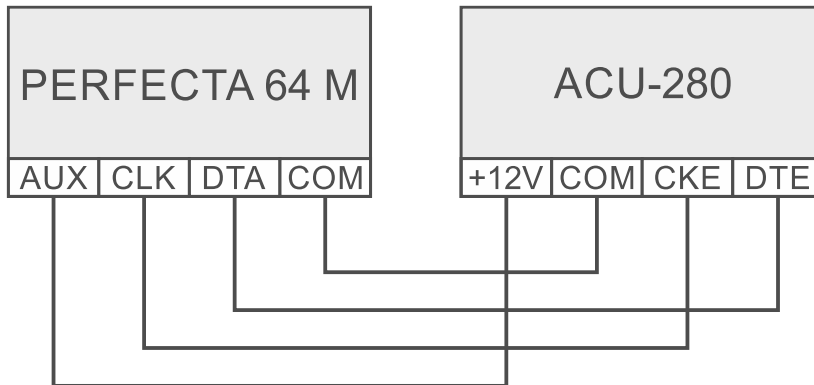 PERFECTA 64 M
AUX CLK DTA COM
ACU-280
+12V COM CKE DTE